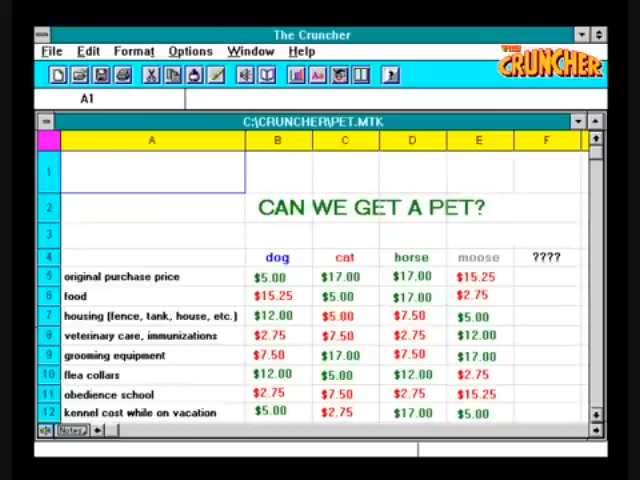 The Cruncher
File Edit Format Options Window Help
THE CRUNCHER
A1
C:\CRUNCHER\PET.MTK
A B C D E F
1
2 CAN WE GET A PET?
3
4 dog cat horse moose ????
5 original purchase price $5.00 $17.00 $17.00 $15.25
6 food $15.25 $5.00 $17.00 $2.75
7 housing (fence, tank, house, etc.) $12.00 $5.00 $7.50 $5.00
8 veterinary care, immunizations $2.75 $7.50 $2.75 $12.00
9 grooming equipment $7.50 $17.00 $7.50 $17.00
10 flea collars $12.00 $5.00 $12.00 $2.75
11 obedience school $2.75 $7.50 $2.75 $15.25
12 kennel cost while on vacation $5.00 $2.75 $17.00 $5.00
Notes